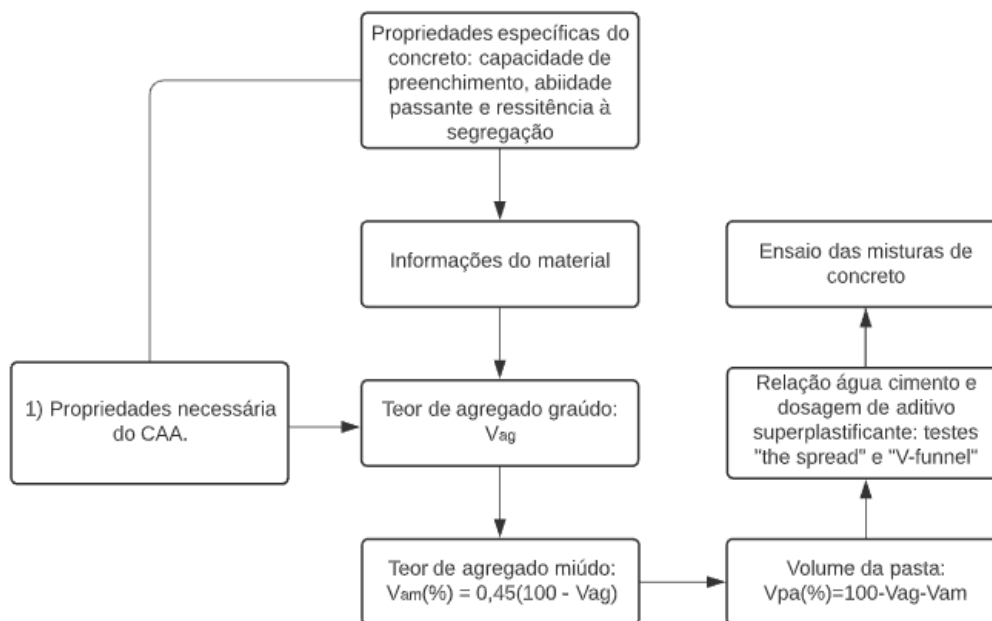 Propriedades específicas do
concreto: capacidade de
preenchimento, abiidade
passante e ressitência à
segregação
Informações do material
1) Propriedades necessária
do CAA.
Teor de agregado graúdo:
Vag
Teor de agregado miúdo:
Vam(%) = 0,45(100 - Vag)
Volume da pasta:
Vpa(%)=100-Vag-Vam
Relação água cimento e
dosagem de aditivo
superplastificante: testes
"the spread" e "V-funnel"
Ensaio das misturas de
concreto